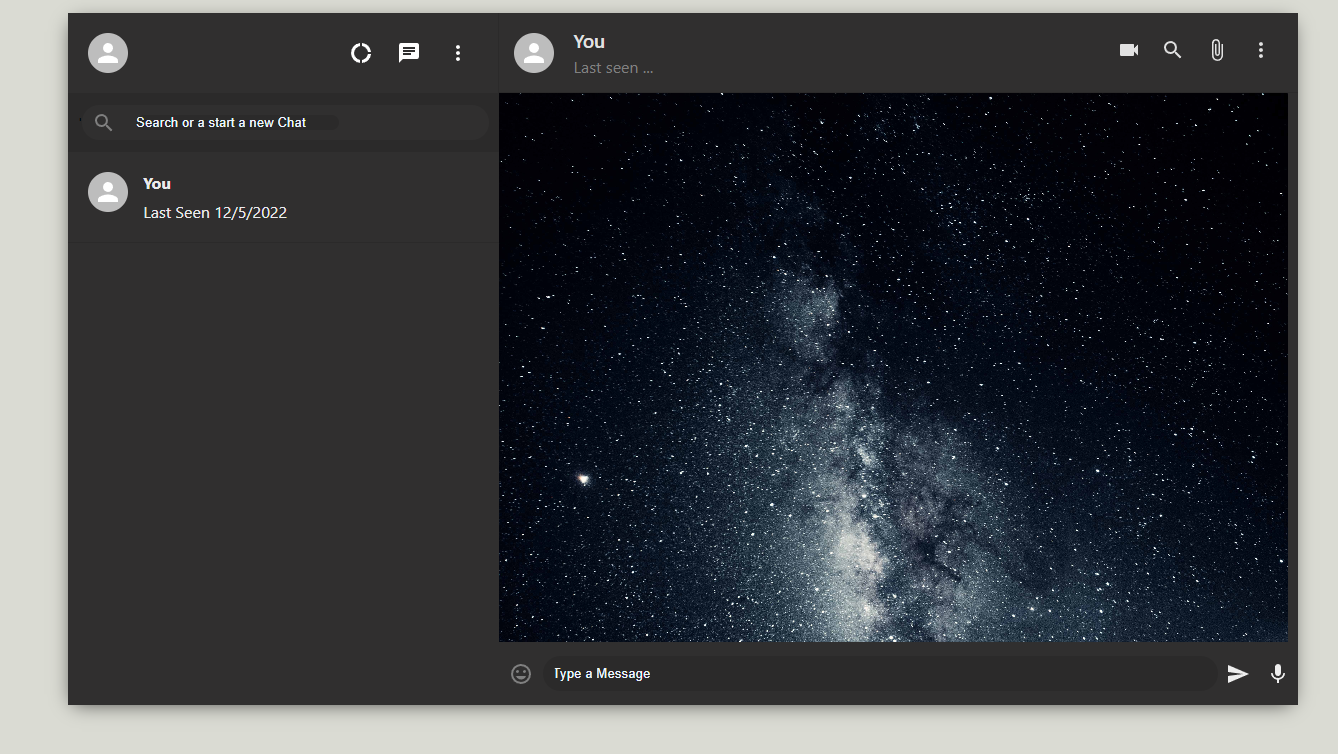 You
Last seen ...
Search or a start a new Chat
You
Last Seen 12/5/2022
Type a Message